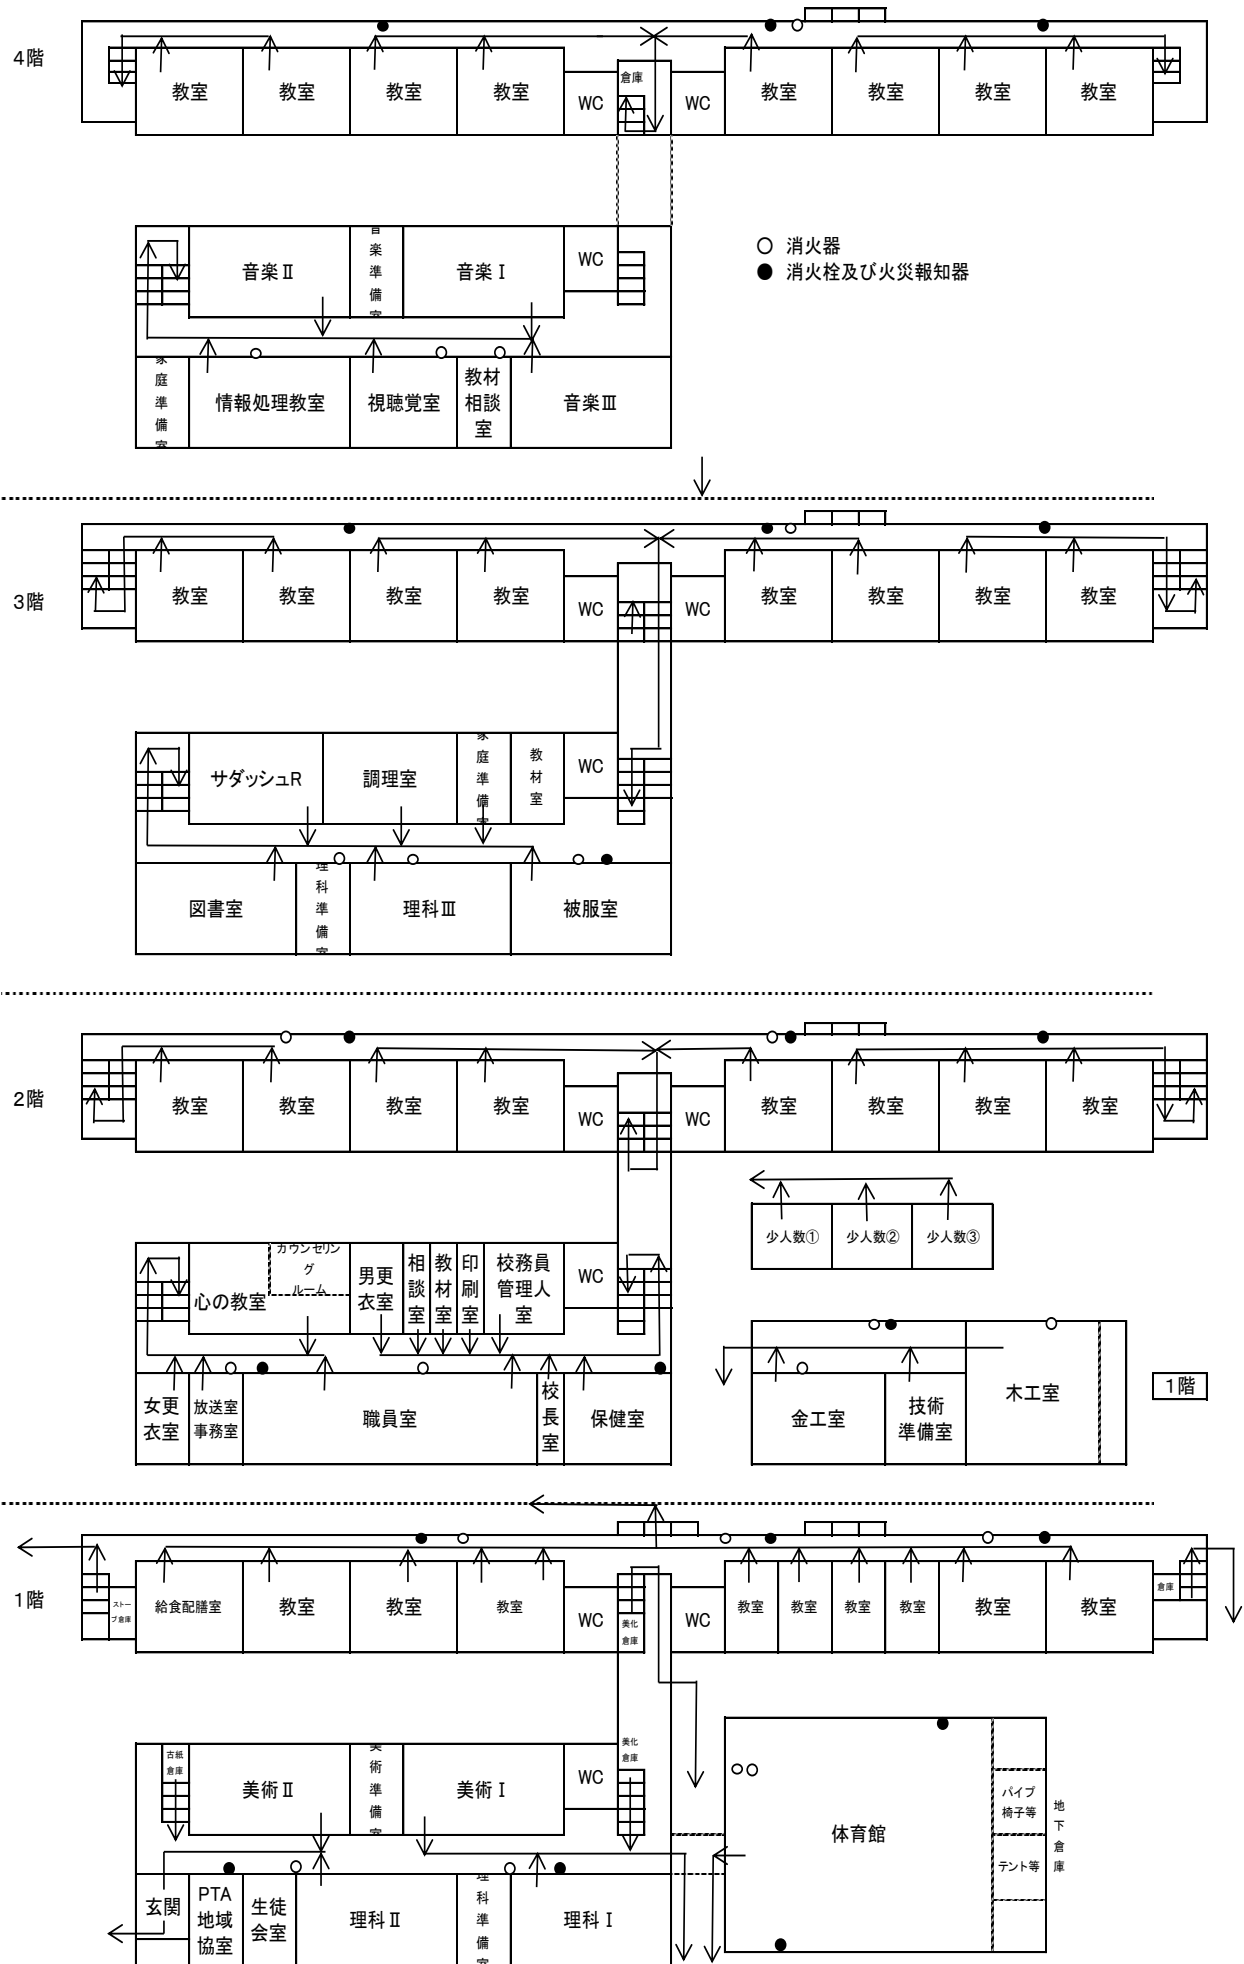 4階
教室 教室 教室 教室 WC 倉庫 WC 教室 教室 教室 教室
音楽Ⅱ
音楽準備室
音楽Ⅰ
WC
○ 消火器
● 消火栓及び火災報知器
家庭準備室
情報処理教室
視聴覚室
教材
相談
室
音楽Ⅲ
3階
教室 教室 教室 教室 WC WC 教室 教室 教室 教室
サダッシュR
調理室
家庭準備室
教材室
WC
図書室
理科準備室
理科Ⅲ
被服室
2階
教室 教室 教室 教室 WC WC 教室 教室 教室 教室
少人数① 少人数② 少人数③
心の教室
カウンセリン
グ
ルーム
男更
衣室
相談室
教材室
印刷室
校務員
管理人
室
WC
女更
衣室
放送室
事務室
職員室
校長室
保健室
金工室
技術
準備室
木工室
1階
1階
ストー
ブ倉庫
給食配膳室 教室 教室 教室 WC
美化
倉庫
WC 教室 教室 教室 教室 教室 教室
倉庫
古紙
倉庫
美術Ⅱ
美術準備室
美術Ⅰ
WC
美化
倉庫
体育館
パイプ
椅子等
テント等
地下倉庫
玄関
PTA
地域
協室
生徒
会室
理科Ⅱ
理科準備室
理科Ⅰ